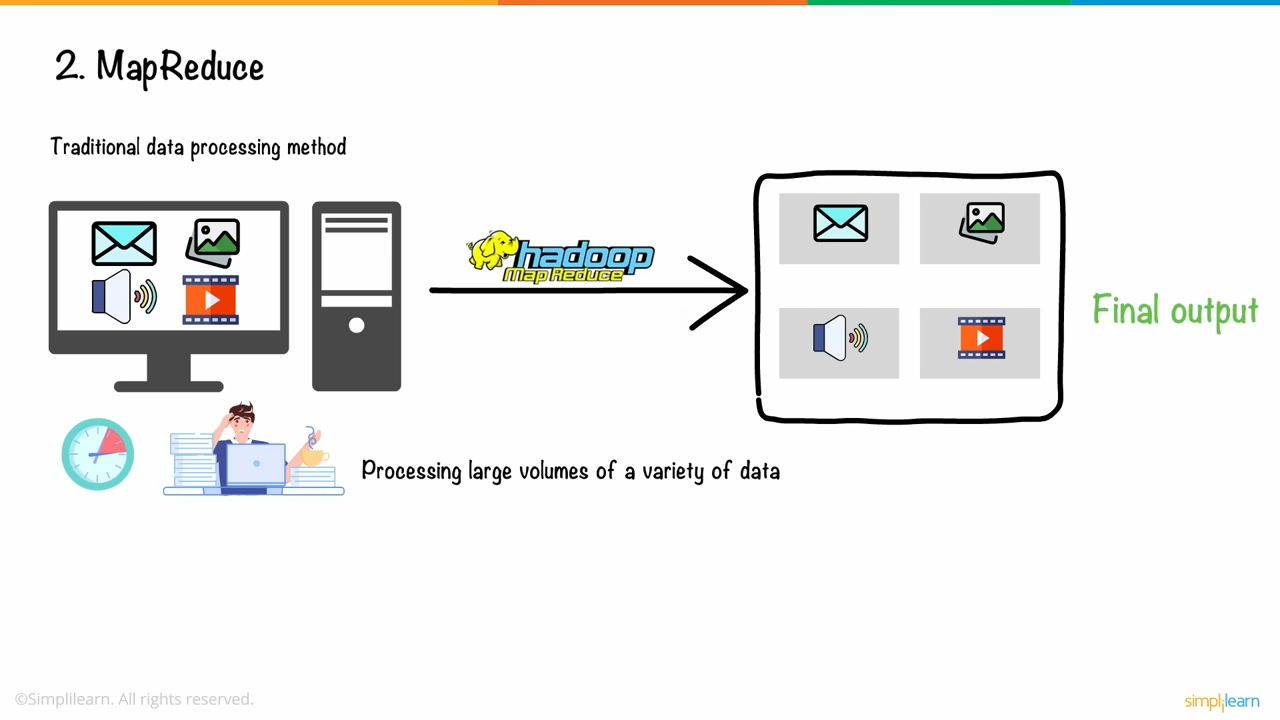 2. MapReduce
Traditional data processing method
hadoop
Map Reduce
Final output
Processing large volumes of a variety of data
©Simplilearn. All rights reserved.
simplilearn